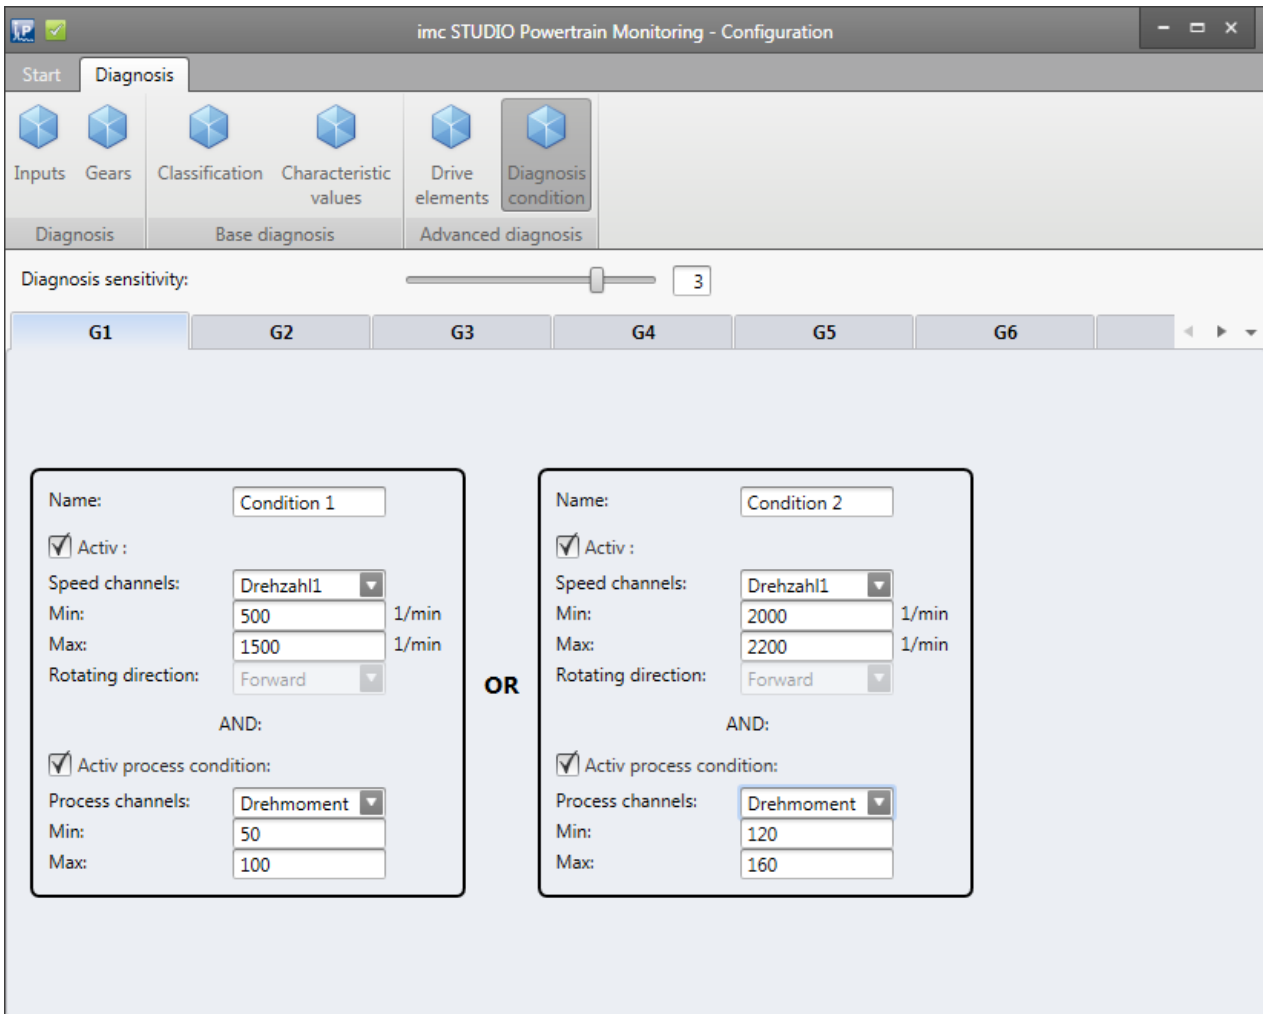 imc STUDIO Powertrain Monitoring - Configuration
Start Diagnosis
Inputs Gears Classification Characteristic values Drive elements Diagnosis condition
Diagnosis Base diagnosis Advanced diagnosis
Diagnosis sensitivity: 3
G1 G2 G3 G4 G5 G6
Name: Condition 1
Activ :
Speed channels: Drehzahl1
Min: 500 1/min
Max: 1500 1/min
Rotating direction: Forward
AND:
Activ process condition:
Process channels: Drehmoment
Min: 50
Max: 100
OR
Name: Condition 2
Activ :
Speed channels: Drehzahl1
Min: 2000 1/min
Max: 2200 1/min
Rotating direction: Forward
AND:
Activ process condition:
Process channels: Drehmoment
Min: 120
Max: 160